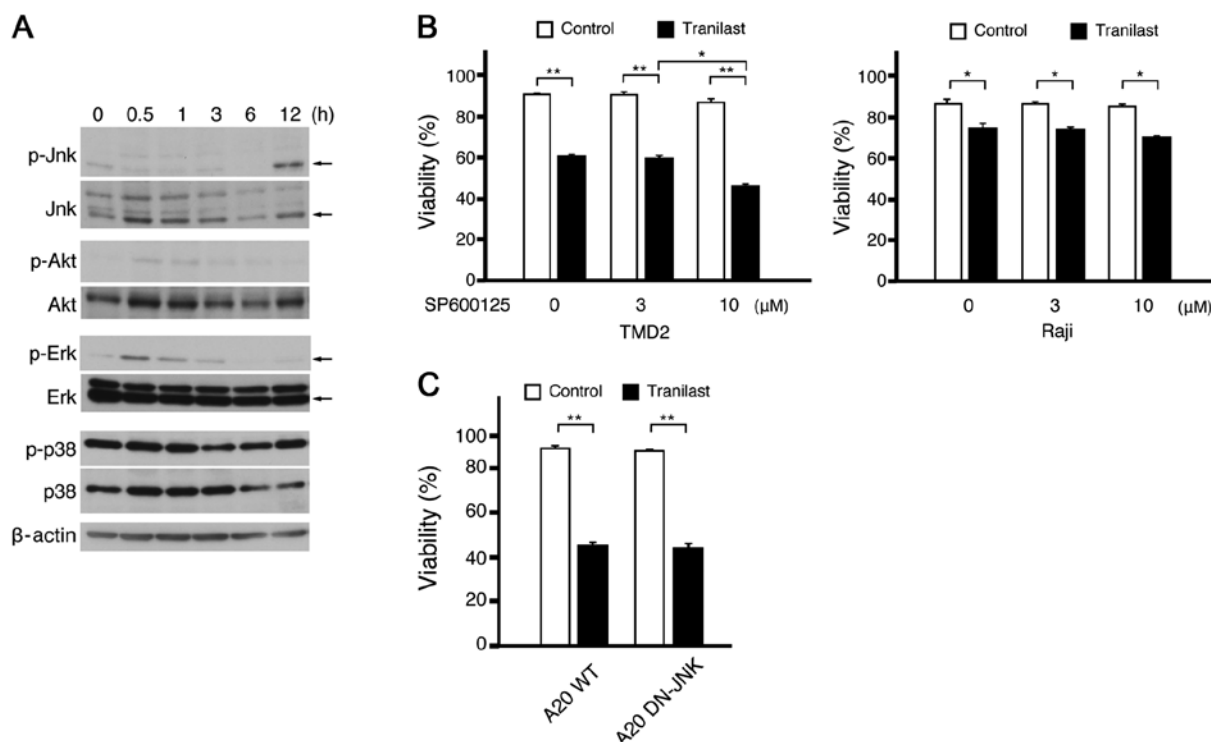 A
0 0.5 1 3 6 12 (h)
p-Jnk
Jnk
p-Akt
Akt
p-Erk
Erk
p-p38
p38
β-actin
B
Control Tranilast
Viability (%)
100
80
60
40
20
0
** ** * **
SP600125 0 3 10 (μM)
TMD2
Control Tranilast
Viability (%)
100
80
60
40
20
0
* * *
0 3 10 (μM)
Raji
C
Control Tranilast
Viability (%)
100
80
60
40
20
0
** **
A20 WT
A20 DN-JNK